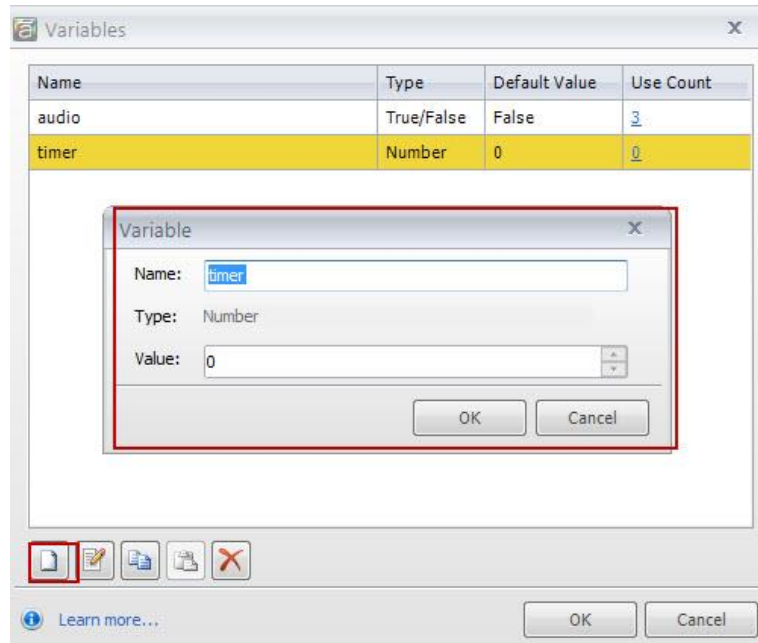 Variables
Name Type Default Value Use Count
audio True/False False 3
timer Number 0 0
Variable
Name: timer
Type: Number
Value: 0
OK Cancel
Learn more...
OK Cancel